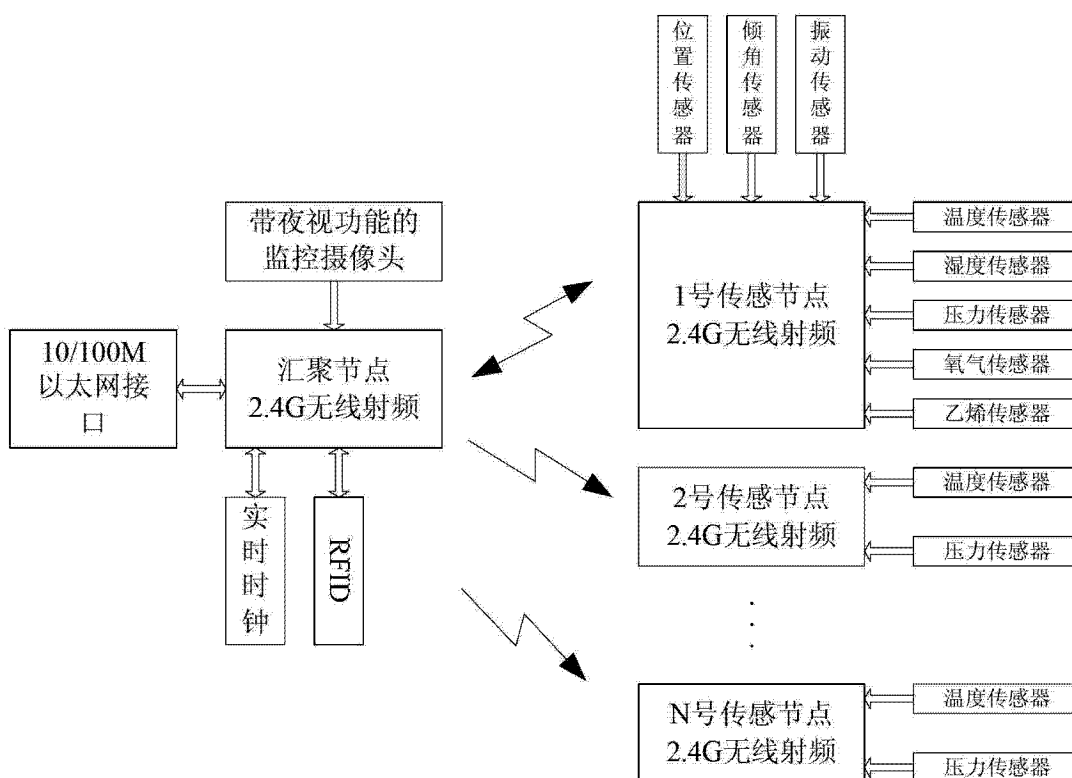 位置传感器
倾角传感器
振动传感器
带夜视功能的
监控摄像头
10/100M
以太网接
口
汇聚节点
2.4G无线射频
实时时钟
RFID
1号传感节点
2.4G无线射频
温度传感器
湿度传感器
压力传感器
氧气传感器
乙烯传感器
2号传感节点
2.4G无线射频
温度传感器
压力传感器
N号传感节点
2.4G无线射频
温度传感器
压力传感器